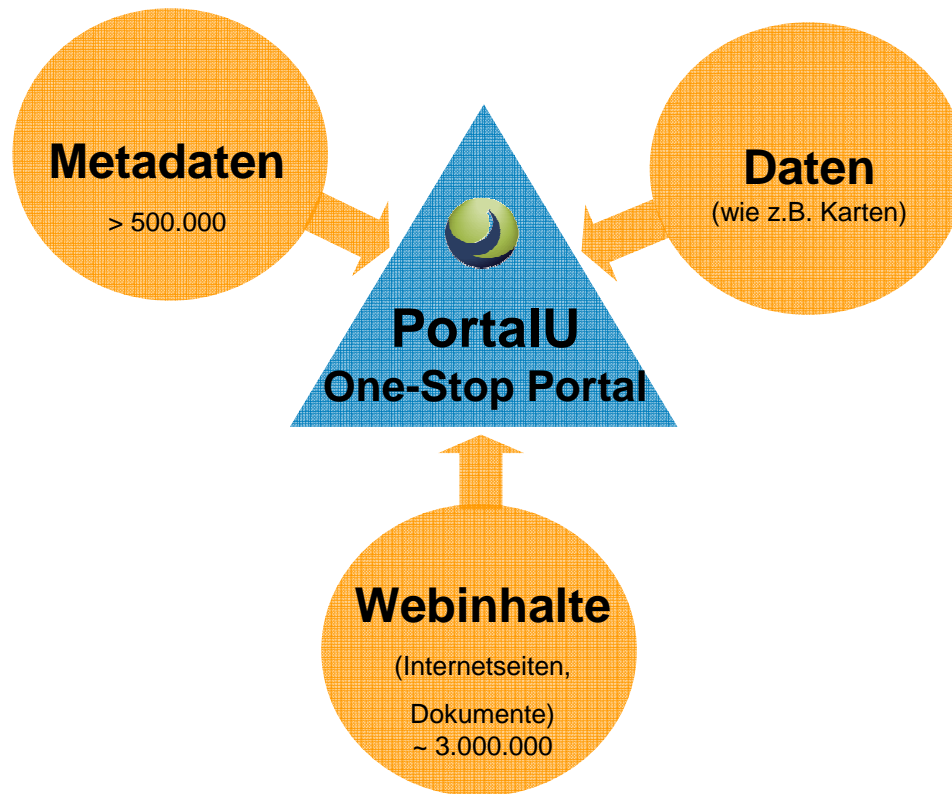 Metadaten
> 500.000
Daten
(wie z.B. Karten)
PortalU
One-Stop Portal
Webinhalte
(Internetseiten,
Dokumente)
~ 3.000.000